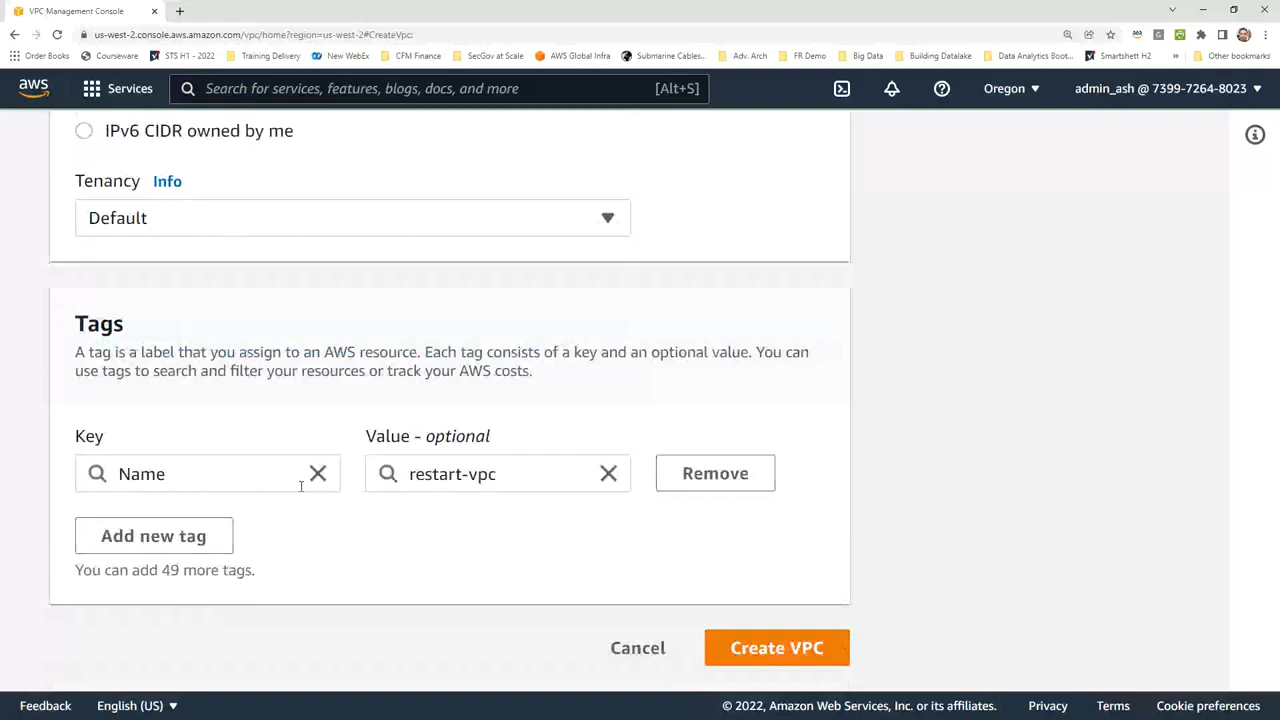 VPC Management Console
us-west-2.console.aws.amazon.com/vpc/home?region=us-west-2#CreateVpc:
Order Books Courseware STS H1 - 2022 Training Delivery New WebEx CFM Finance SecGov at Scale AWS Global Infra Submarine Cables... Adv. Arch FR Demo Big Data Building Datalake Data Analytics Boot... Smartshett H2 » Other bookmarks
aws Services Search for services, features, blogs, docs, and more [Alt+S] Oregon admin_ash @ 7399-7264-8023
IPv6 CIDR owned by me
Tenancy Info
Default
Tags
A tag is a label that you assign to an AWS resource. Each tag consists of a key and an optional value. You can
use tags to search and filter your resources or track your AWS costs.
Key Value - optional
Name restart-vpc Remove
Add new tag
You can add 49 more tags.
Cancel Create VPC
Feedback English (US) © 2022, Amazon Web Services, Inc. or its affiliates. Privacy Terms Cookie preferences